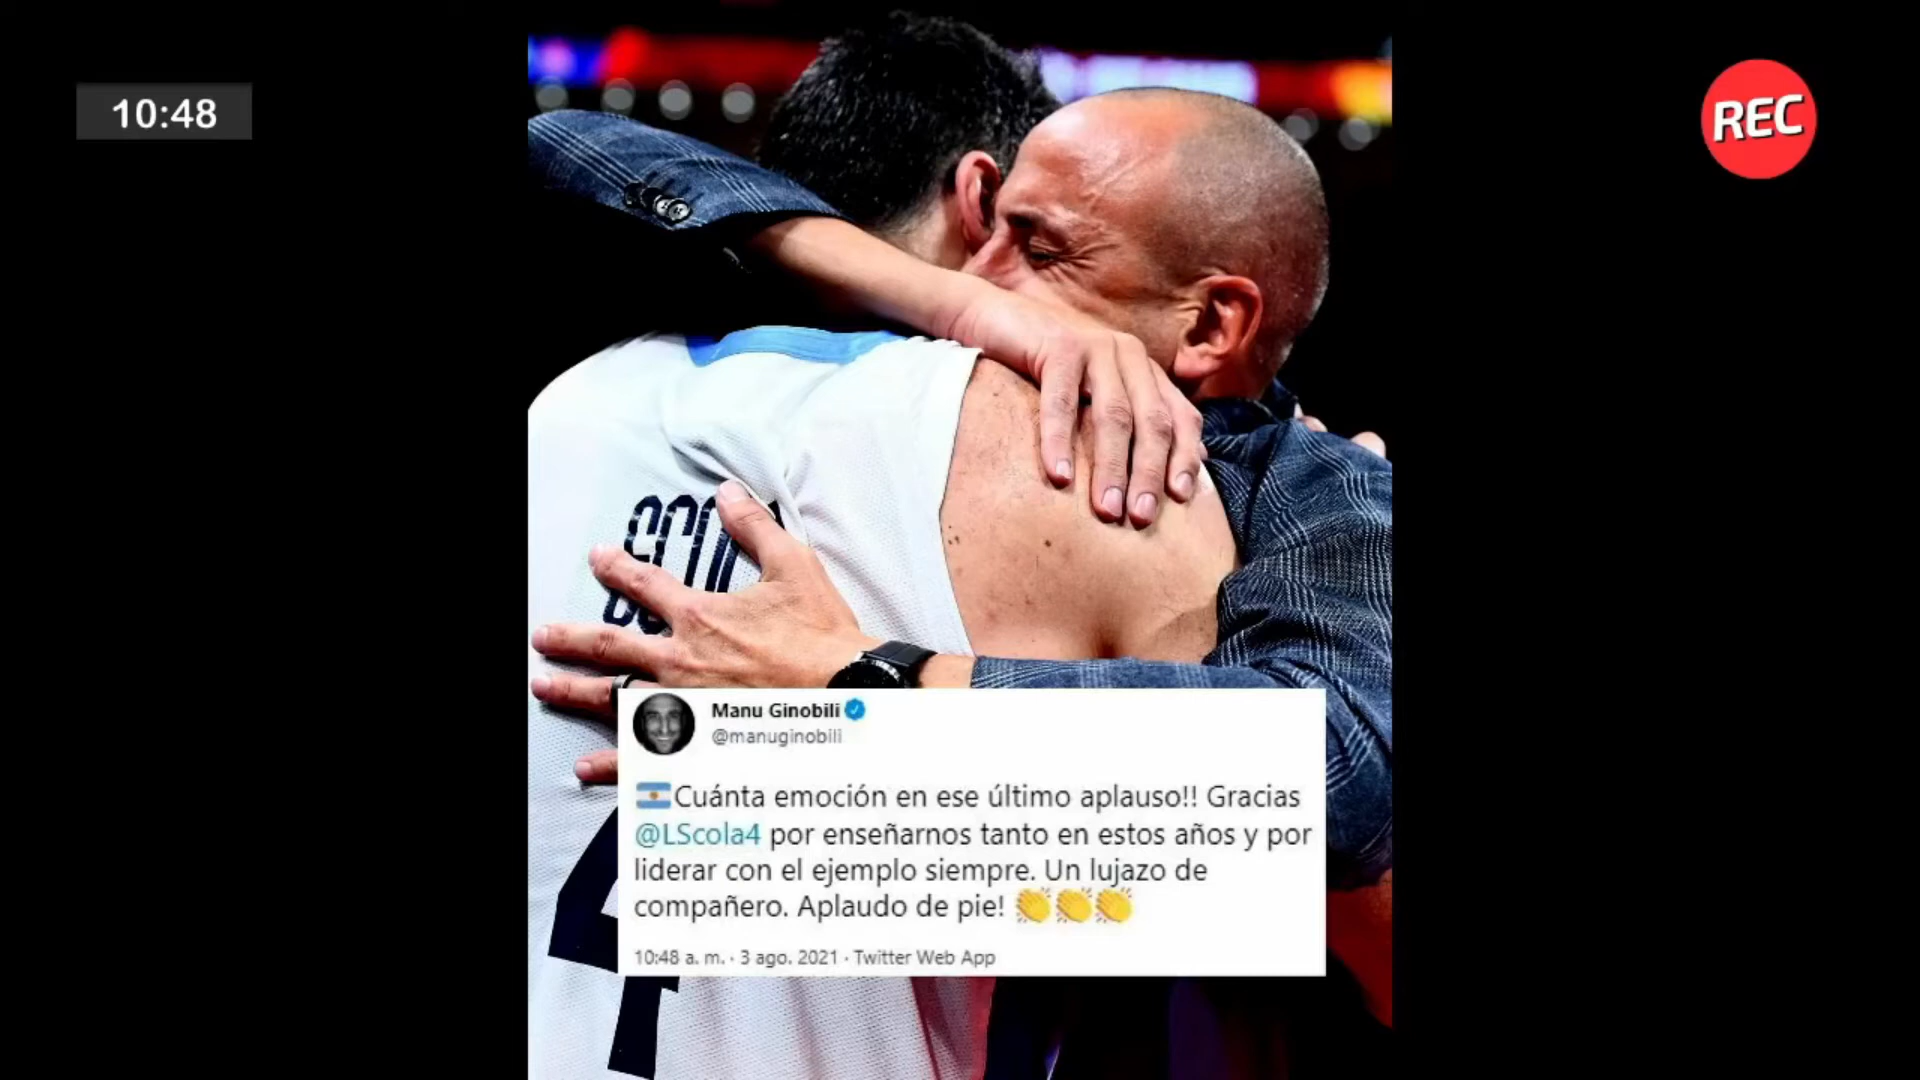 10:48
REC
Manu Ginobili
@manuginobili
Cuánta emoción en ese último aplauso!! Gracias
@LScola4 por enseñarnos tanto en estos años y por
liderar con el ejemplo siempre. Un lujazo de
compañero. Aplaudo de pie! 👏👏👏
10:48 a. m. · 3 ago. 2021 · Twitter Web App